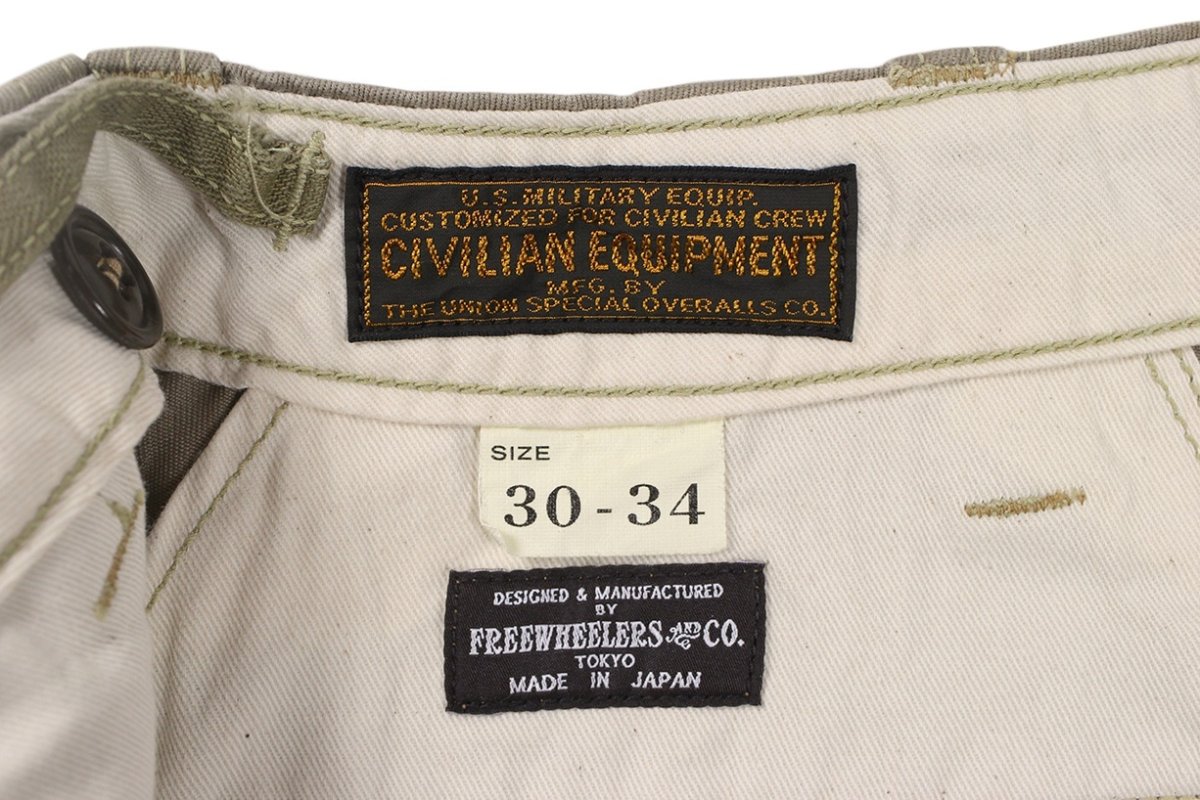 U.S. MILITARY EQUIP.
CUSTOMIZED FOR CIVILIAN CREW
CIVILIAN EQUIPMENT
MFG. BY
THE UNION SPECIAL OVERALLS CO.
SIZE
30 - 34
DESIGNED & MANUFACTURED
BY
FREEWHEELERS AND CO.
TOKYO
MADE IN JAPAN